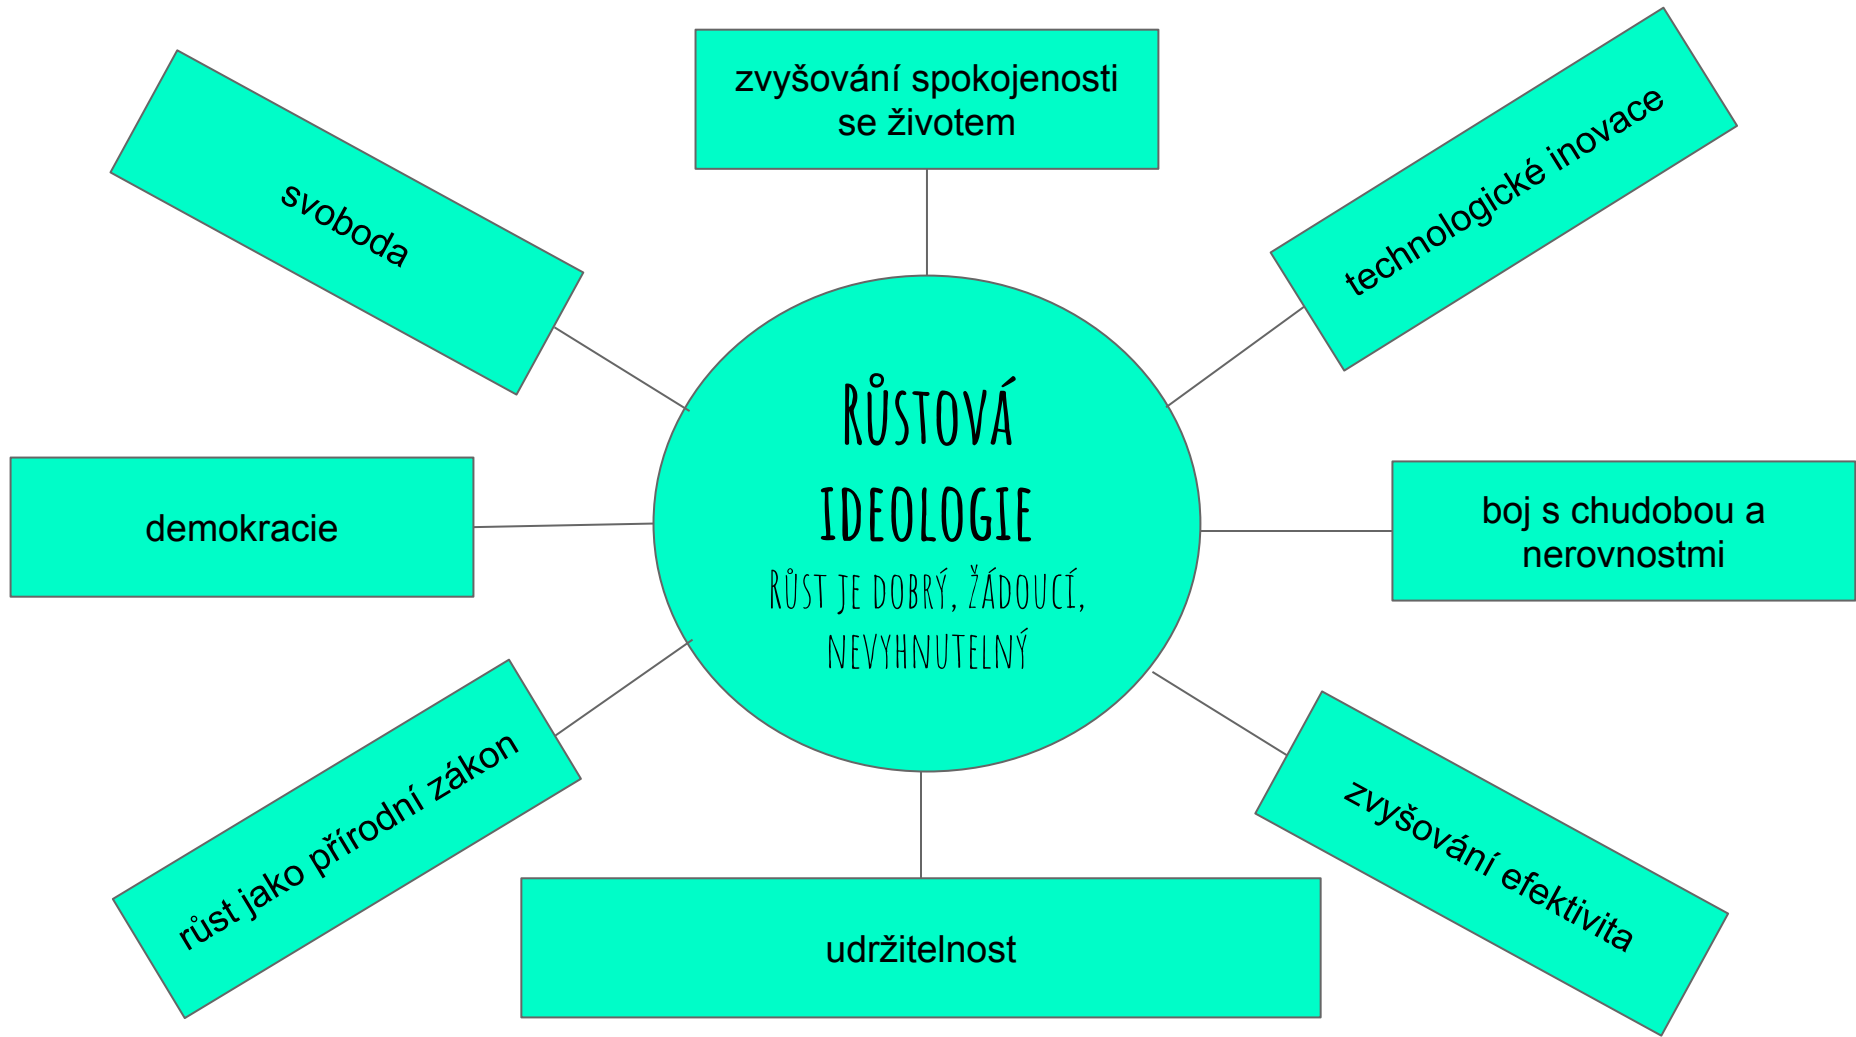 zvyšování spokojenosti
se životem
svoboda
technologické inovace
Růstová
ideologie
Růst je dobrý, žádoucí,
nevyhnutelný
demokracie
boj s chudobou a
nerovnostmi
růst jako přírodní zákon
zvyšování efektivita
udržitelnost